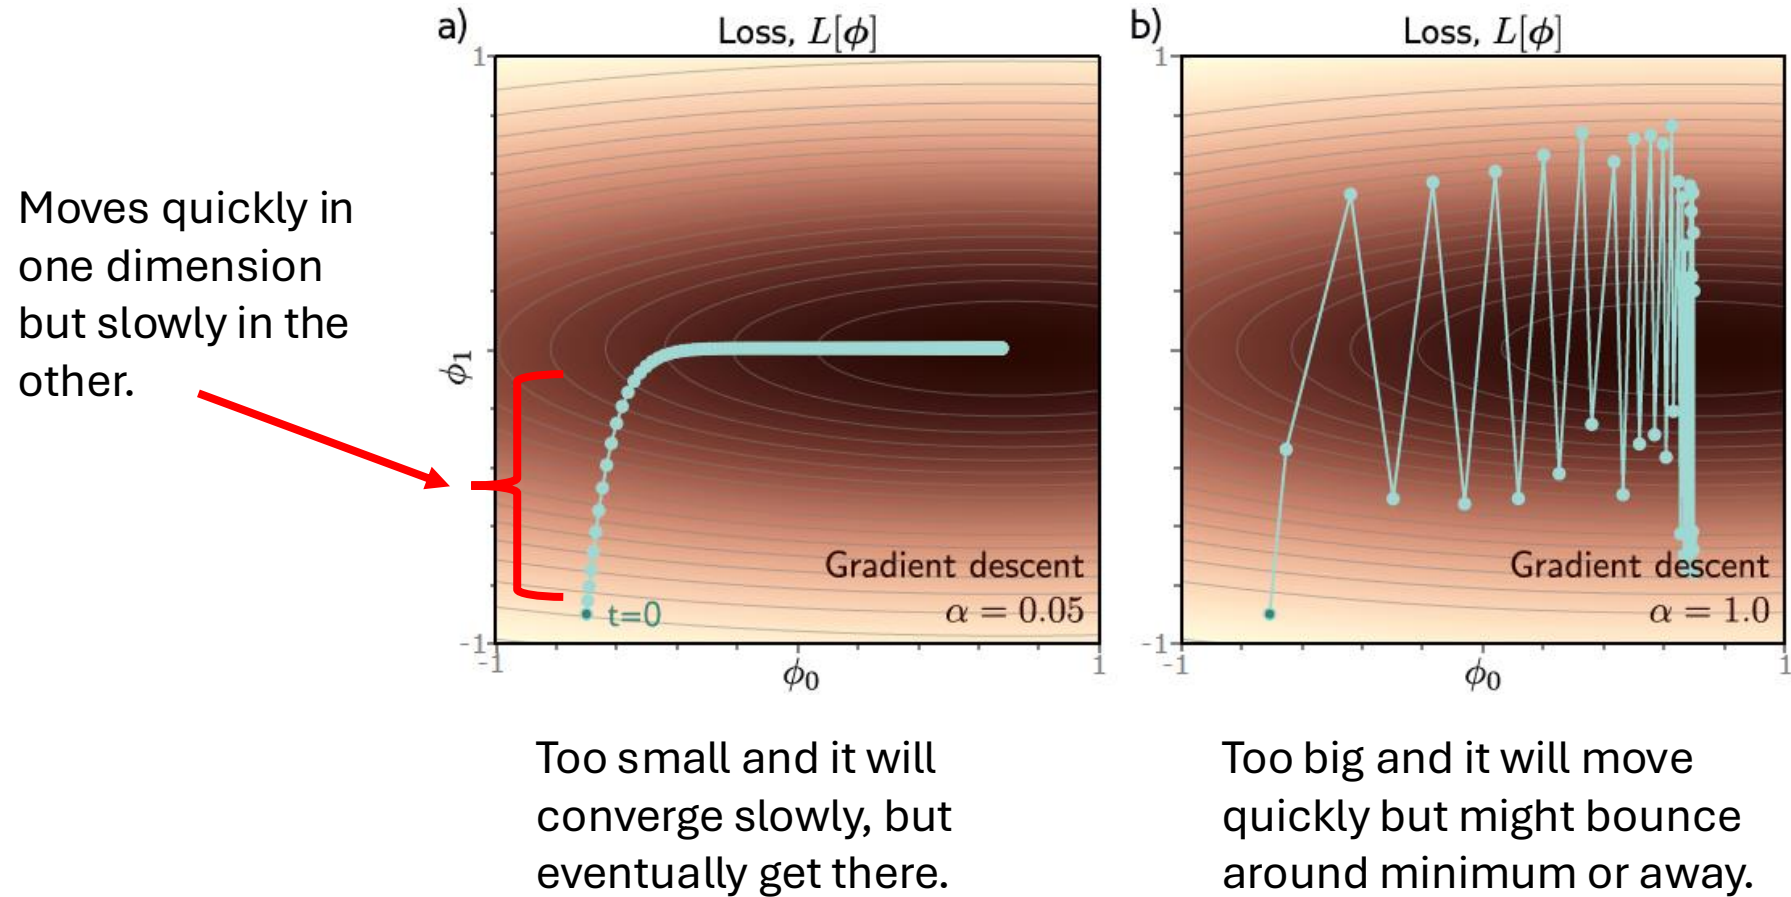 a)
Loss, L[ϕ]
b)
Loss, L[ϕ]
1
1
Moves quickly in
one dimension
but slowly in the
other.
ϕ₁
Gradient descent
α = 0.05
t=0
Gradient descent
α = 1.0
-1
-1
ϕ₀
1
-1
-1
ϕ₀
1
Too small and it will
converge slowly, but
eventually get there.
Too big and it will move
quickly but might bounce
around minimum or away.